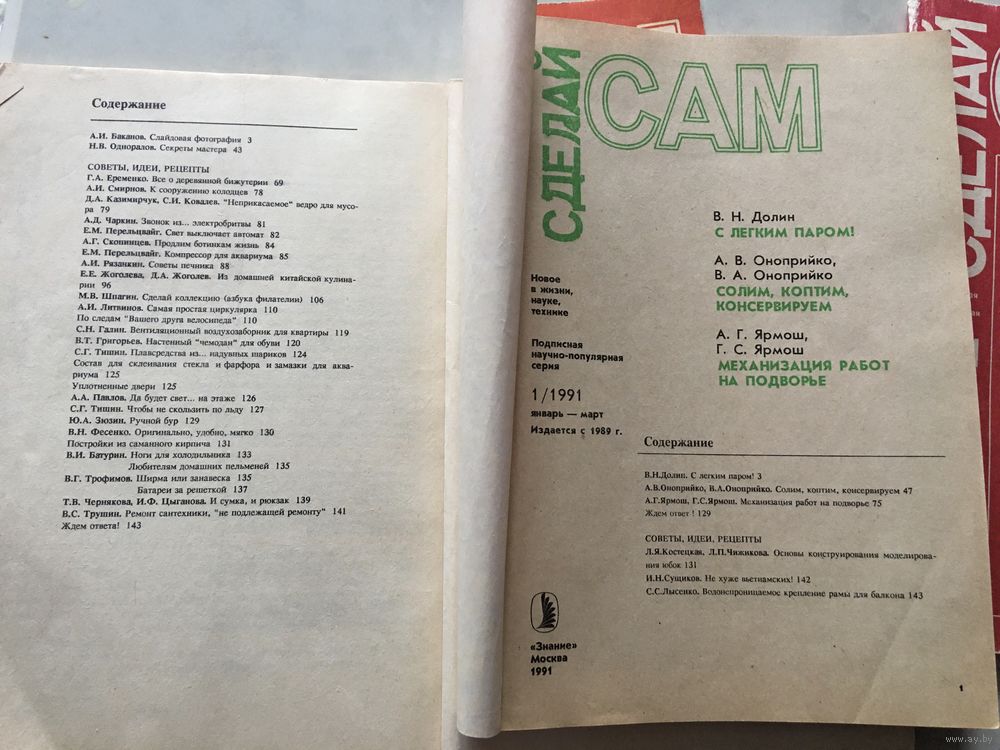 Содержание
А.И. Баканов. Слайдовая фотография 3
Н.В. Одноралов. Секреты мастера 43
СОВЕТЫ, ИДЕИ, РЕЦЕПТЫ
Г.А. Еременко. Все о деревянной бижутерии 69
А.И. Смирнов. К сооружению колодцев 78
Д.А. Казимирчук, С.И. Ковалев. "Неприкасаемое" ведро для мусо-
ра 79
А.Д. Чаркин. Звонок из... электробритвы 81
Е.М. Перельцвайг. Свет выключает автомат 82
А.Г. Скопинцев. Продлим ботинкам жизнь 84
Е.М. Перельцвайг. Компрессор для аквариума 85
А.И. Рязанкин. Советы печника 88
Е.Е. Жоголева, Д.А. Жоголев. Из домашней китайской кулина-
рии 96
М.В. Шпагин. Сделай коллекцию (азбука филателии) 106
А.И. Литвинов. Самая простая циркулярка 110
По следам "Вашего друга велосипеда" 110
С.Н. Галин. Вентиляционный воздухозаборник для квартиры 119
В.Т. Григорьев. Настенный "чемодан" для обуви 120
С.Г. Тишин. Плавсредства из... надувных шариков 124
Состав для склеивания стекла и фарфора и замазки для аква-
риума 125
Уплотненные двери 125
А.А. Павлов. Да будет свет... на этаже 126
С.Г. Тишин. Чтобы не скользить по льду 127
Ю.А. Зюзин. Ручной бур 129
В.Н. Фесенко. Оригинально, удобно, мягко 130
Постройки из саманного кирпича 131
В.И. Батурин. Ноги для холодильника 133
Любителям домашних пельменей 135
В.Г. Трофимов. Ширма или занавеска 135
Батареи за решеткой 137
Т.В. Чернякова, И.Ф. Цыганова. И сумка, и рюкзак 139
В.С. Трушин. Ремонт сантехники, "не подлежащей ремонту" 141
Ждем ответа! 143
СДЕЛАЙ
САМ
В. Н. Долин
С ЛЕГКИМ ПАРОМ!
А. В. Оноприйко,
В. А. Оноприйко
СОЛИМ, КОПТИМ,
КОНСЕРВИРУЕМ
А. Г. Ярмош,
Г. С. Ярмош
МЕХАНИЗАЦИЯ РАБОТ
НА ПОДВОРЬЕ
Новое
в жизни,
науке,
технике
Подписная
научно-популярная
серия
1/1991
январь — март
Издается с 1989 г.
Содержание
В.Н.Долин. С легким паром! 3
А.В.Оноприйко, В.А.Оноприйко. Солим, коптим, консервируем 47
А.Г.Ярмош, Г.С.Ярмош. Механизация работ на подворье 75
Ждем ответ ! 129
СОВЕТЫ, ИДЕИ, РЕЦЕПТЫ
Л.Я.Костецкая, Л.П.Чижикова. Основы конструирования моделирова-
ния юбок 131
И.Н.Сущиков. Не хуже вьетнамских! 142
С.С.Лысенко. Водонепроницаемое крепление рамы для балкона 143
«Знание»
Москва
1991
1
СДЕЛАЙ
www.ay.by